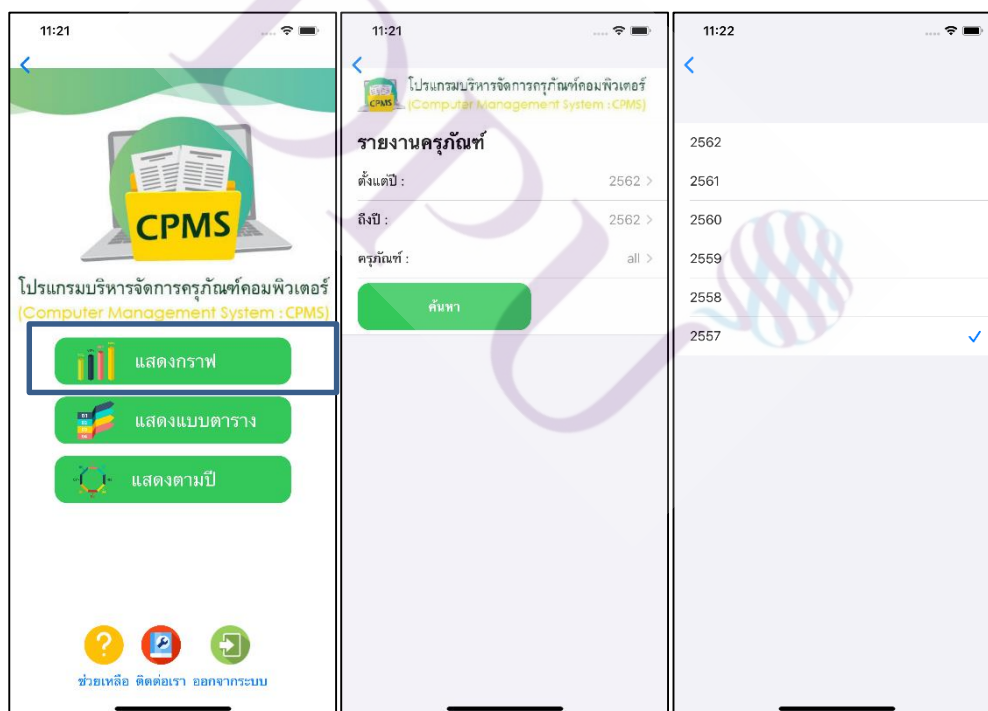 11:21
CPMS
โปรแกรมบริหารจัดการครุภัณฑ์คอมพิวเตอร์
(Computer Management System : CPMS)
แสดงกราฟ
แสดงแบบตาราง
แสดงตามปี
ช่วยเหลือ ติดต่อเรา ออกจากระบบ
11:21
CPMS
โปรแกรมบริหารจัดการครุภัณฑ์คอมพิวเตอร์
(Computer Management System : CPMS)
รายงานครุภัณฑ์
ตั้งแต่ปี : 2562
ถึงปี : 2562
ครุภัณฑ์ : all
ค้นหา
11:22
2562
2561
2560
2559
2558
2557
DPU